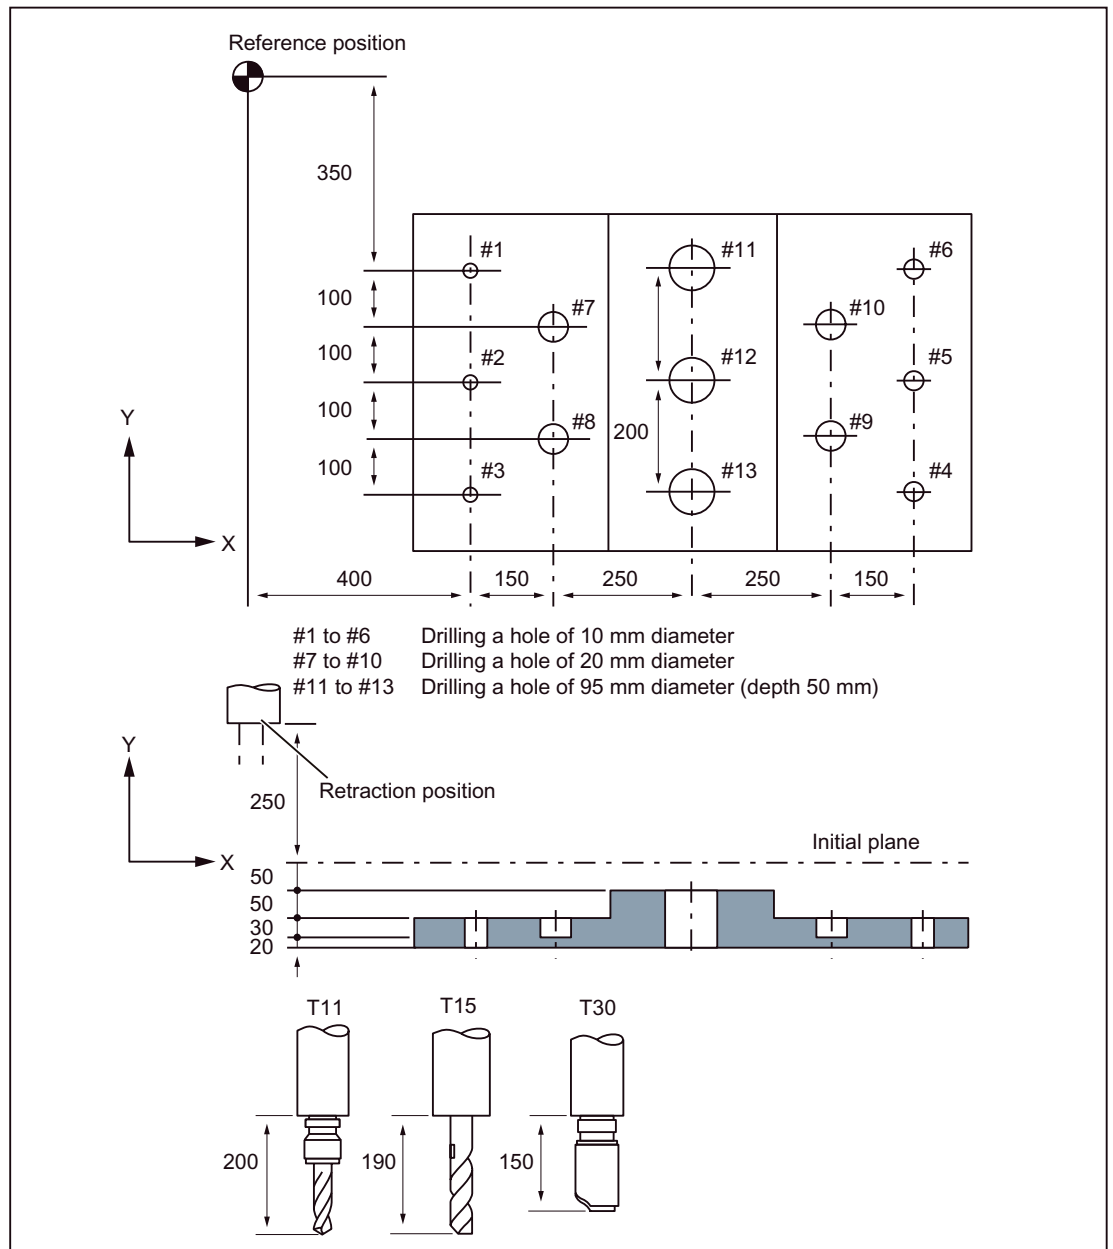 Reference position
350
#1
#11
#6
100
#7
#10
100
#2
#12
#5
Y
100
#8
200
#9
100
#3
#13
#4
X
400
150
250
250
150
#1 to #6 Drilling a hole of 10 mm diameter
#7 to #10 Drilling a hole of 20 mm diameter
#11 to #13 Drilling a hole of 95 mm diameter (depth 50 mm)
Y
Retraction position
250
Initial plane
X
50
50
30
20
T11
T15
T30
200
190
150